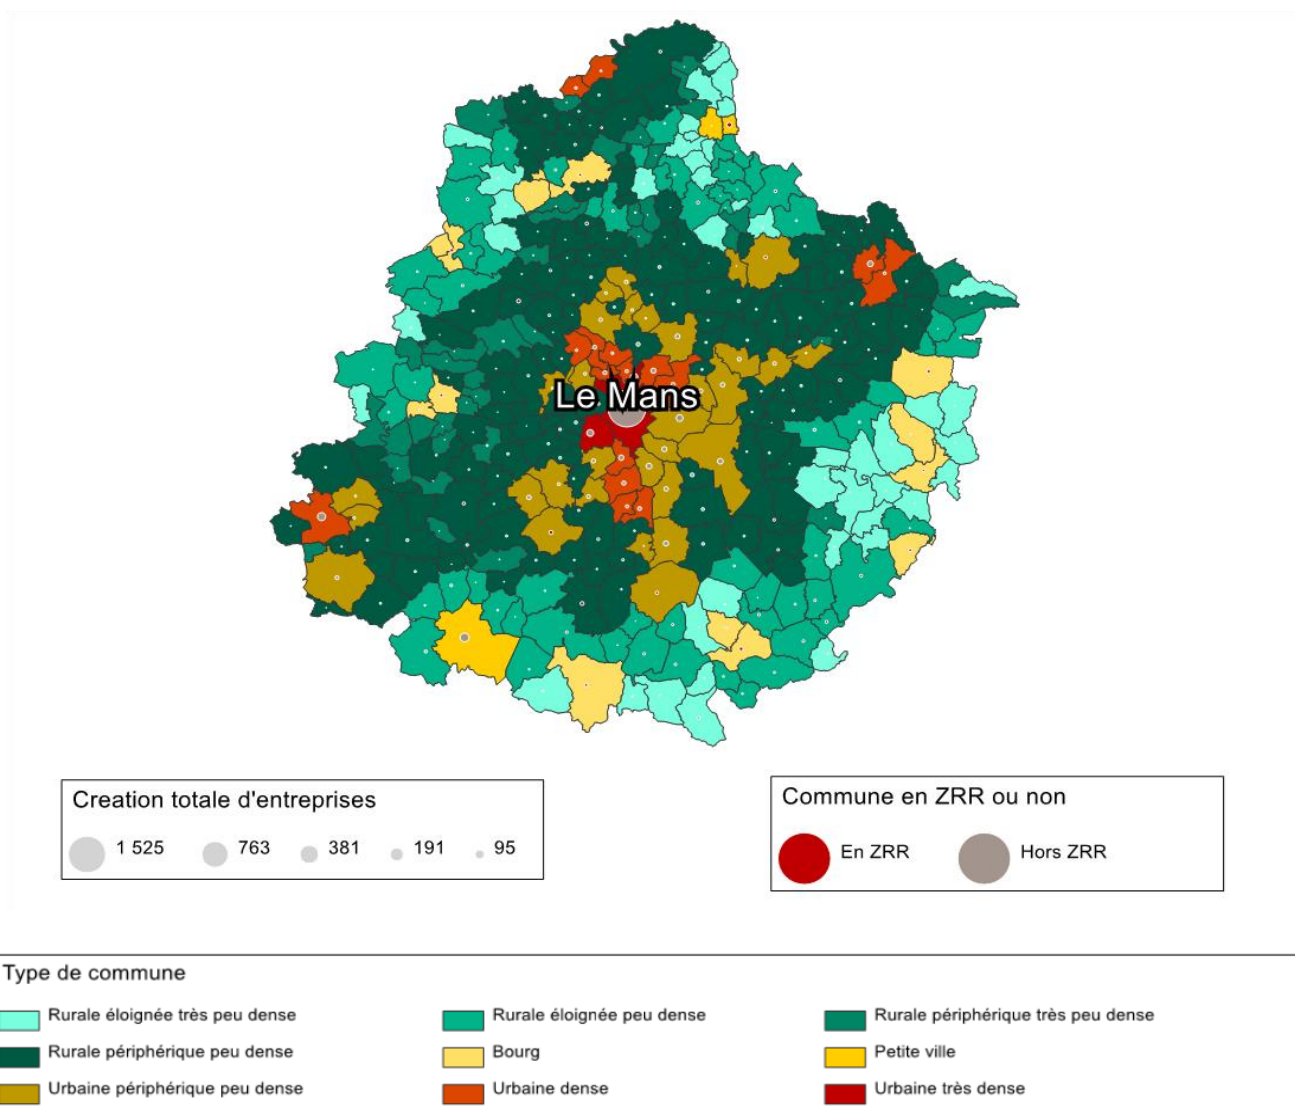 Le Mans
Creation totale d'entreprises
1 525 763 381 191 95
Commune en ZRR ou non
En ZRR Hors ZRR
Type de commune
Rurale éloignée très peu dense Rurale éloignée peu dense Rurale périphérique très peu dense
Rurale périphérique peu dense Bourg Petite ville
Urbaine périphérique peu dense Urbaine dense Urbaine très dense